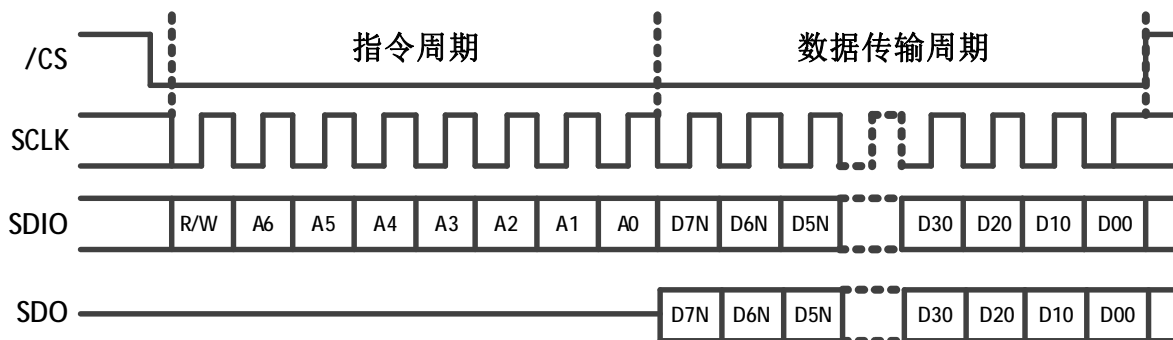 /CS 指令周期 数据传输周期
SCLK
SDIO R/W A6 A5 A4 A3 A2 A1 A0 D7N D6N D5N D30 D20 D10 D00
SDO D7N D6N D5N D30 D20 D10 D00